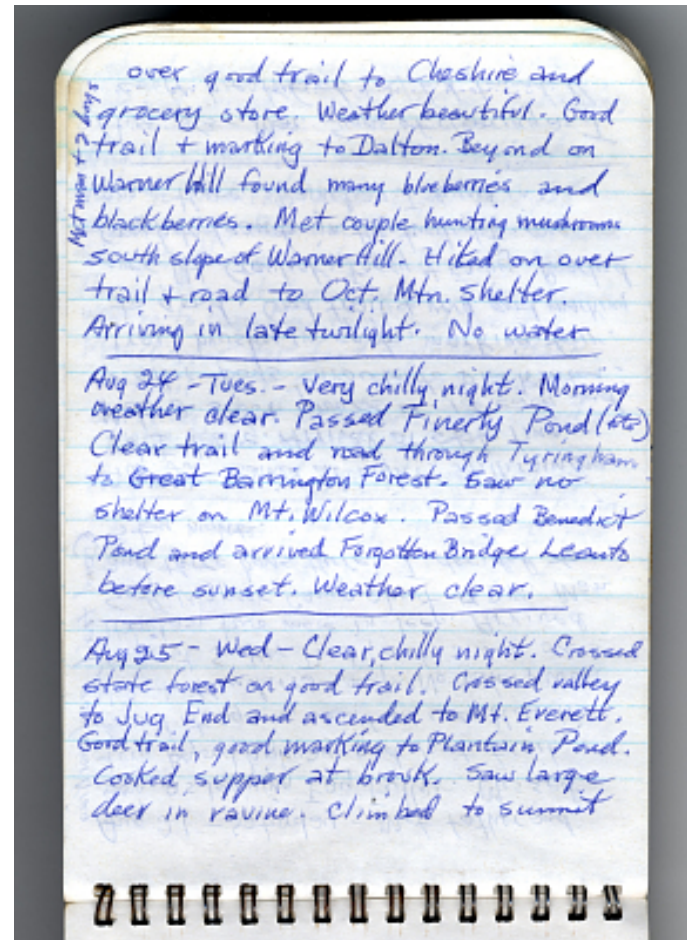 over good trail to Cheshire and
grocery store. Weather beautiful. Good
trail + marking to Dalton. Beyond on
Warner Hill found many blueberries and
blackberries. Met couple hunting mushrooms
south slope of Warner Hill. Hiked on over
trail + road to Oct. Mtn. shelter.
Arriving in late twilight. No water
Met man + 2 boys
Aug 24 - Tues. - Very chilly night. Morning
weather clear. Passed Finerty Pond
Clear trail and road through Tyringham
to Great Barrington Forest. Saw no
shelter on Mt. Wilcox. Passed Benedict
Pond and arrived Forgotten Bridge Leanto
before sunset. Weather clear.
Aug 25 - Wed - Clear, chilly night. Crossed
state forest on good trail. Crossed valley
to Jug End and ascended to Mt. Everett.
Good trail, good marking to Plantain Pond.
Cooked supper at brook. Saw large
deer in ravine. Climbed to summit